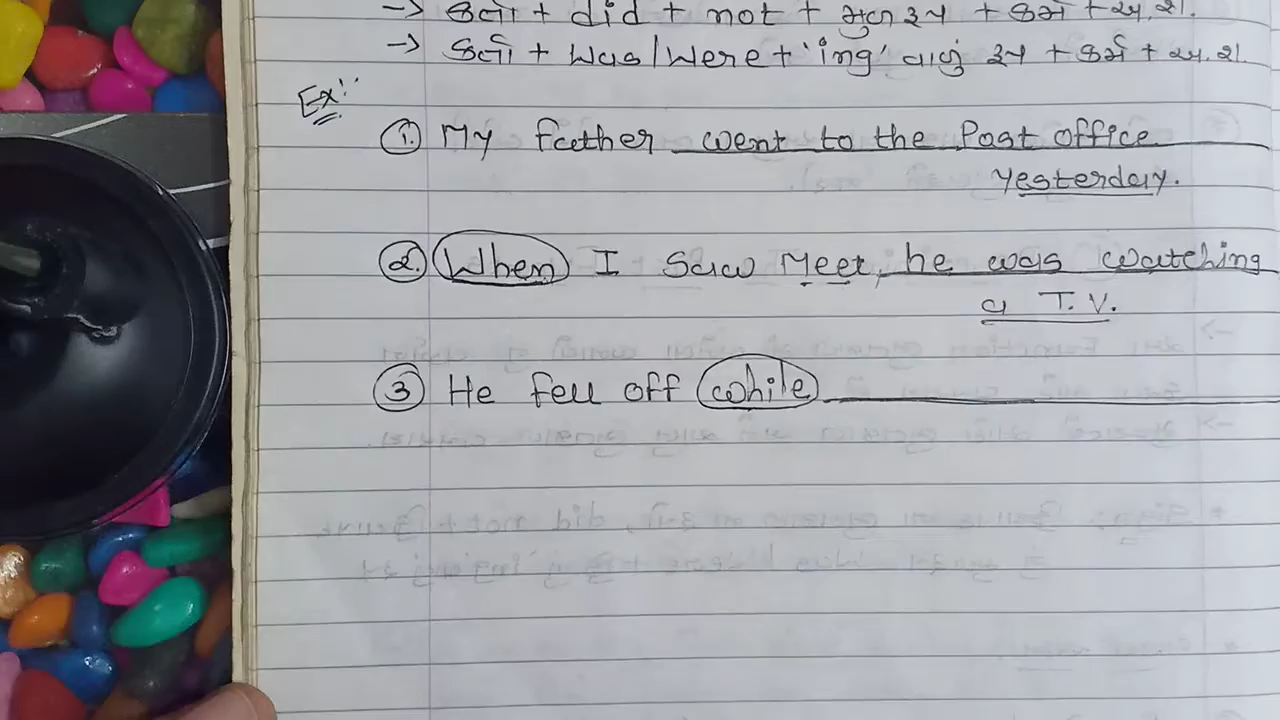 -> કર્તા + did + not + મુળ રૂપ + કર્મ + અ.શ.
-> કર્તા + was/were + 'ing' વાળું રૂપ + કર્મ + અ.શ.
Ex:-
①. My father went to the Post office
yesterday.
②. When I saw Meet, he was watching
a T.V.
③ He fell off while